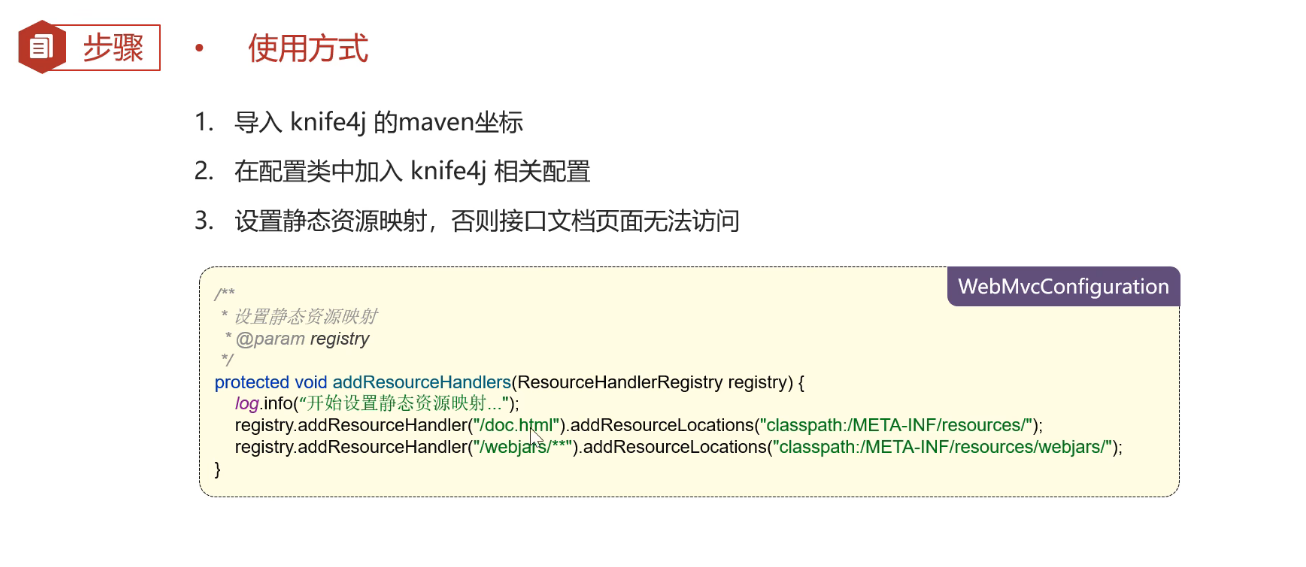 步骤
• 使用方式
1. 导入 knife4j 的maven坐标
2. 在配置类中加入 knife4j 相关配置
3. 设置静态资源映射，否则接口文档页面无法访问
WebMvcConfiguration
/**
* 设置静态资源映射
* @param registry
*/
protected void addResourceHandlers(ResourceHandlerRegistry registry) {
log.info(“开始设置静态资源映射...");
registry.addResourceHandler("/doc.html").addResourceLocations("classpath:/META-INF/resources/");
registry.addResourceHandler("/webjars/**").addResourceLocations("classpath:/META-INF/resources/webjars/");
}